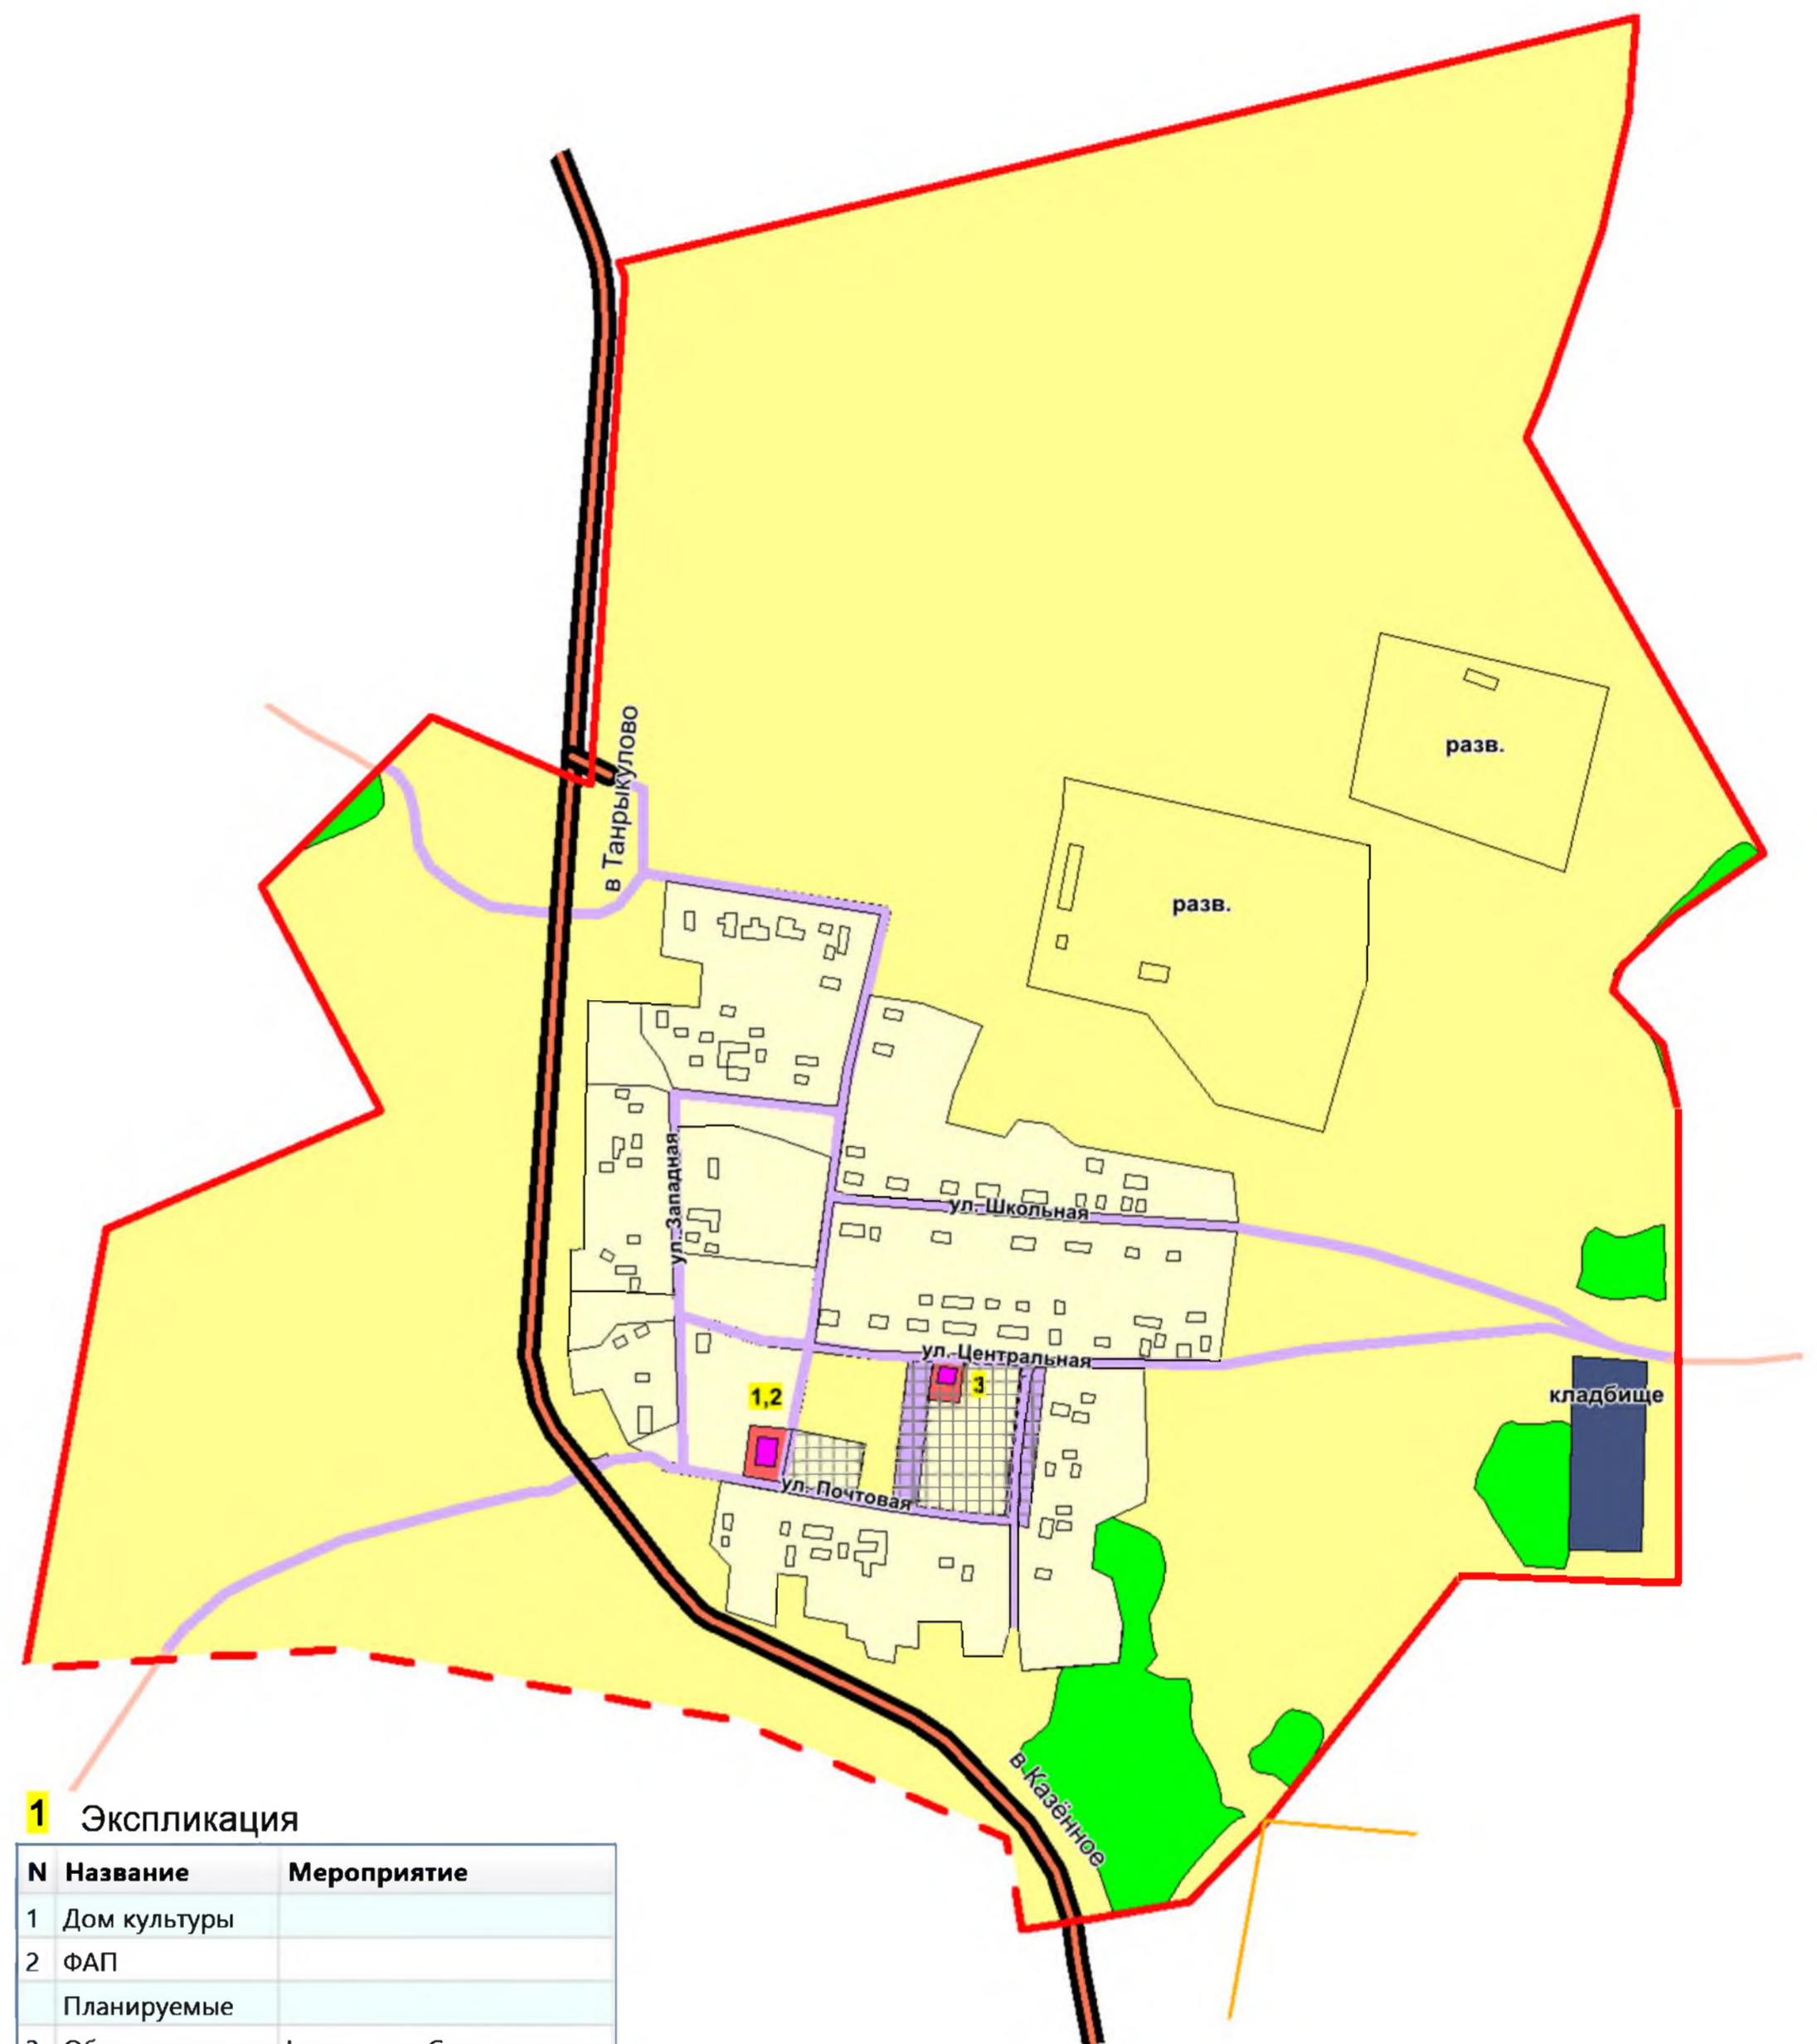 в Танрыкулово
разв.
разв.
ул. Западная
ул. Школьная
ул. Центральная
1,2
3
кладбище
ул. Почтовая
в Казённое
1 Экспликация
N Название Мероприятие
1 Дом культуры
2 ФАП
Планируемые